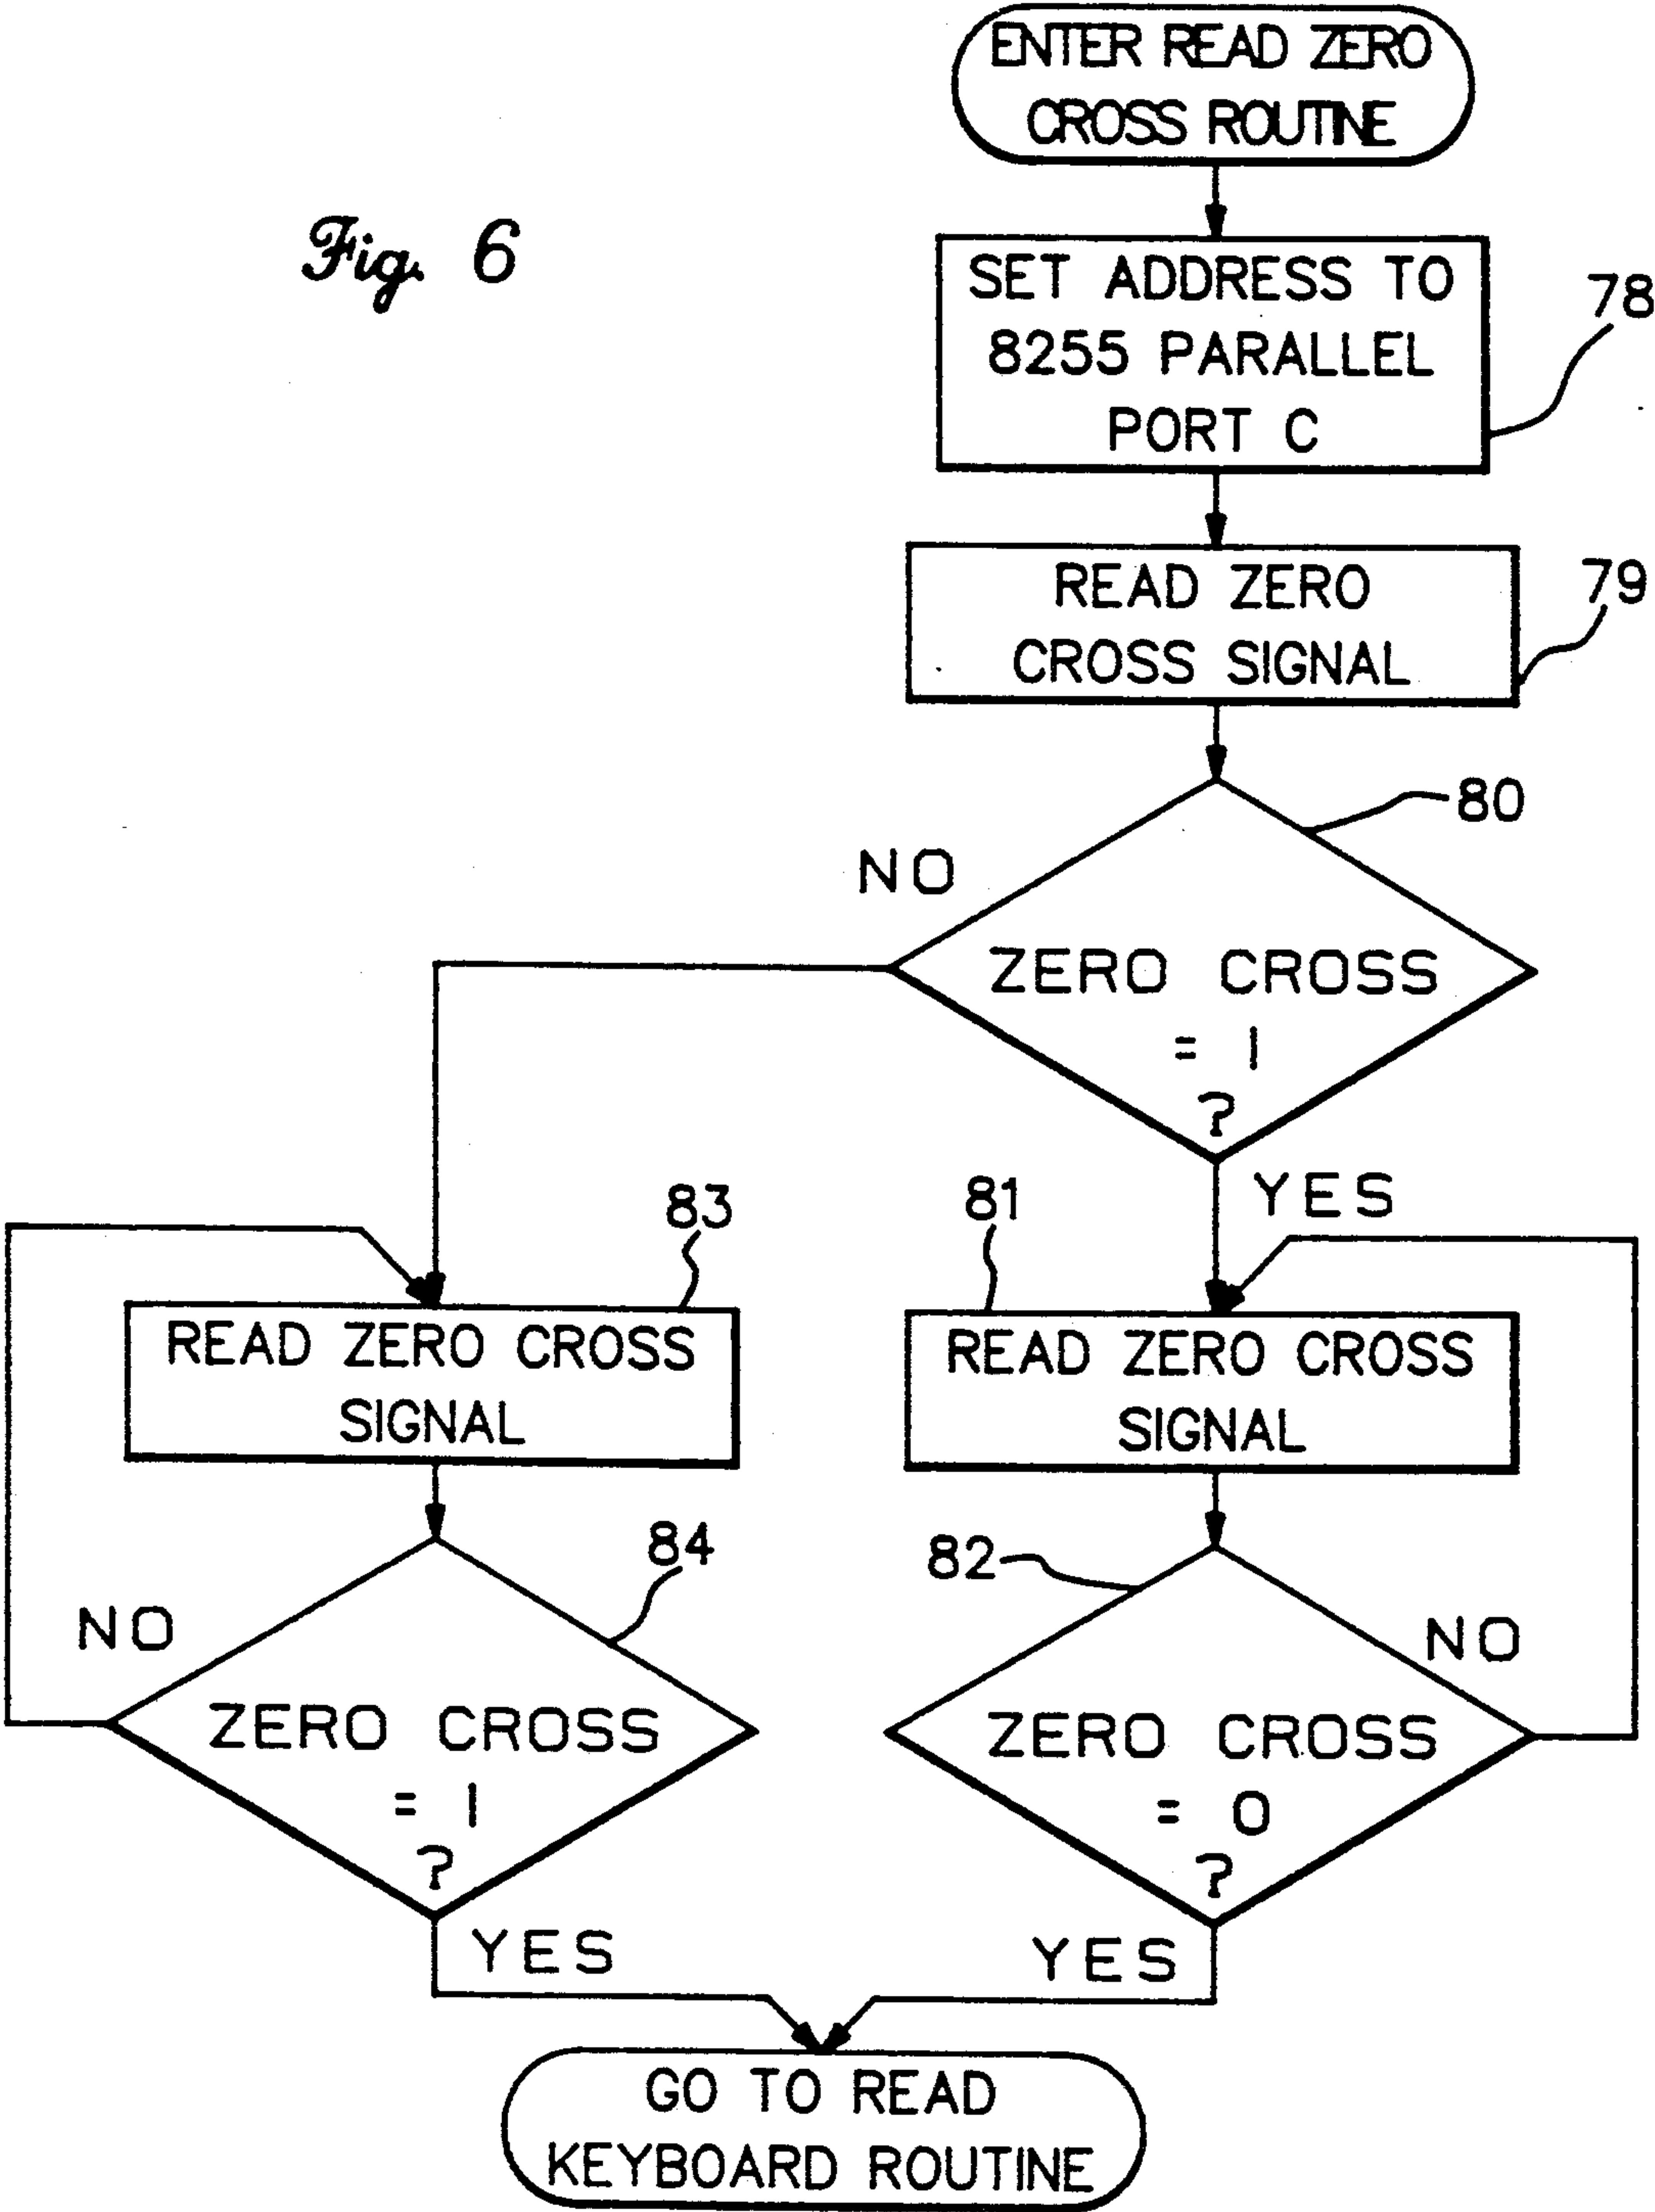 ENTER READ ZERO
CROSS ROUTINE
Fig. 6
SET ADDRESS TO
8255 PARALLEL
PORT C
78
READ ZERO
CROSS SIGNAL
79
80
NO
ZERO CROSS
= 1
?
YES
83
81
READ ZERO CROSS
SIGNAL
READ ZERO CROSS
SIGNAL
84
82
NO
NO
ZERO CROSS
= 1
?
ZERO CROSS
= 0
?
YES
YES
GO TO READ
KEYBOARD ROUTINE